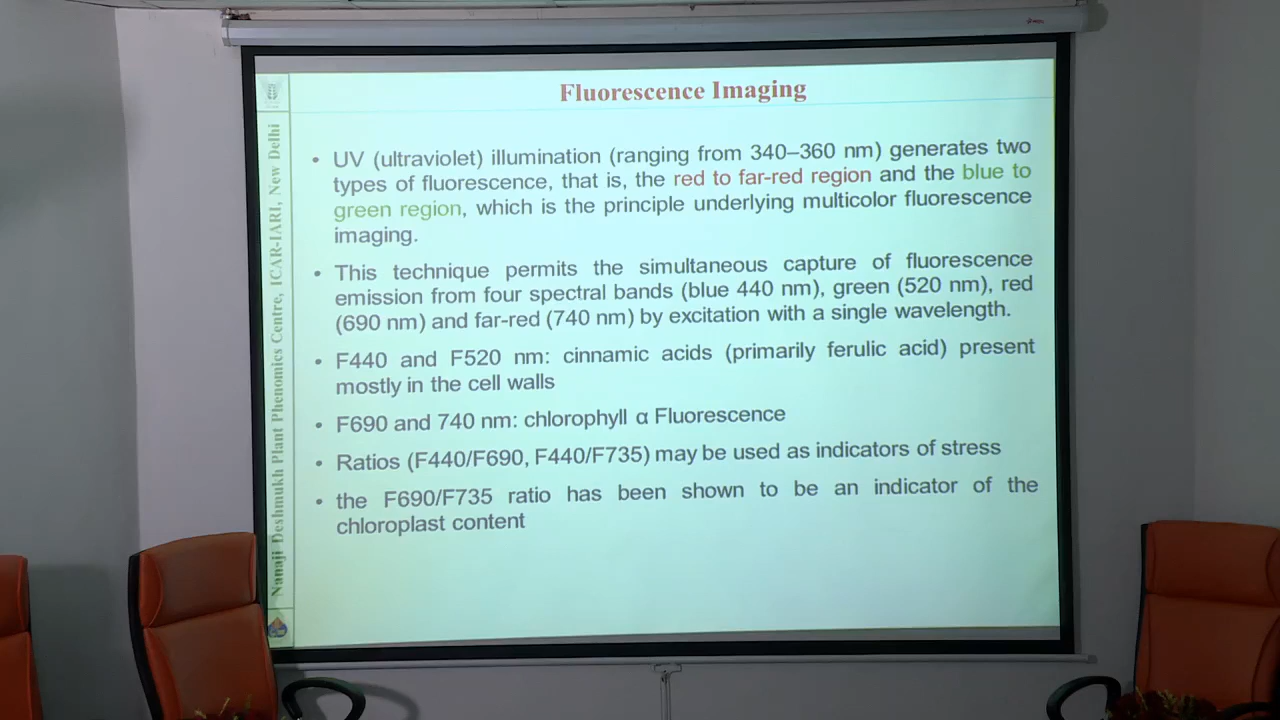 Fluorescence Imaging
Nanaji Deshmukh Plant Phenomics Centre, ICAR-IARI, New Delhi
• UV (ultraviolet) illumination (ranging from 340–360 nm) generates two
types of fluorescence, that is, the red to far-red region and the blue to
green region, which is the principle underlying multicolor fluorescence
imaging.
• This technique permits the simultaneous capture of fluorescence
emission from four spectral bands (blue 440 nm), green (520 nm), red
(690 nm) and far-red (740 nm) by excitation with a single wavelength.
• F440 and F520 nm: cinnamic acids (primarily ferulic acid) present
mostly in the cell walls
• F690 and 740 nm: chlorophyll α Fluorescence
• Ratios (F440/F690, F440/F735) may be used as indicators of stress
• the F690/F735 ratio has been shown to be an indicator of the
chloroplast content